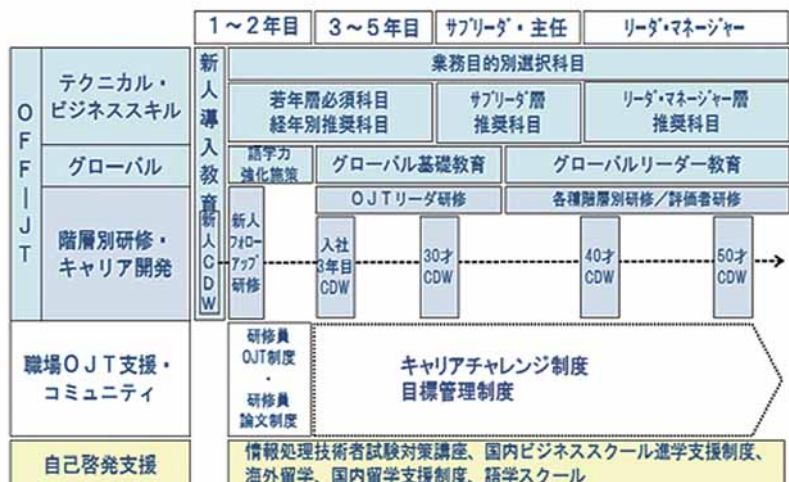 1～2年目
3～5年目
サブリーダ・主任
リーダ・マネージャー
OFF-JT
テクニカル・
ビジネススキル
新人導入教育
業務目的別選択科目
若年層必須科目
経年別推奨科目
サブリーダ層
推奨科目
リーダ・マネージャー層
推奨科目
グローバル
語学力
強化施策
グローバル基礎教育
グローバルリーダー教育
階層別研修・
キャリア開発
OJTリーダ研修
各種階層別研修／評価者研修
新人CDW
新人
フォロー
アップ
研修
入社
3年目
CDW
30才
CDW
40才
CDW
50才
CDW
職場OJT支援・
コミュニティ
研修員
OJT制度
・
研修員
論文制度
キャリアチャレンジ制度
目標管理制度
自己啓発支援
情報処理技術者試験対策講座、国内ビジネススクール進学支援制度、
海外留学、国内留学支援制度、語学スクール